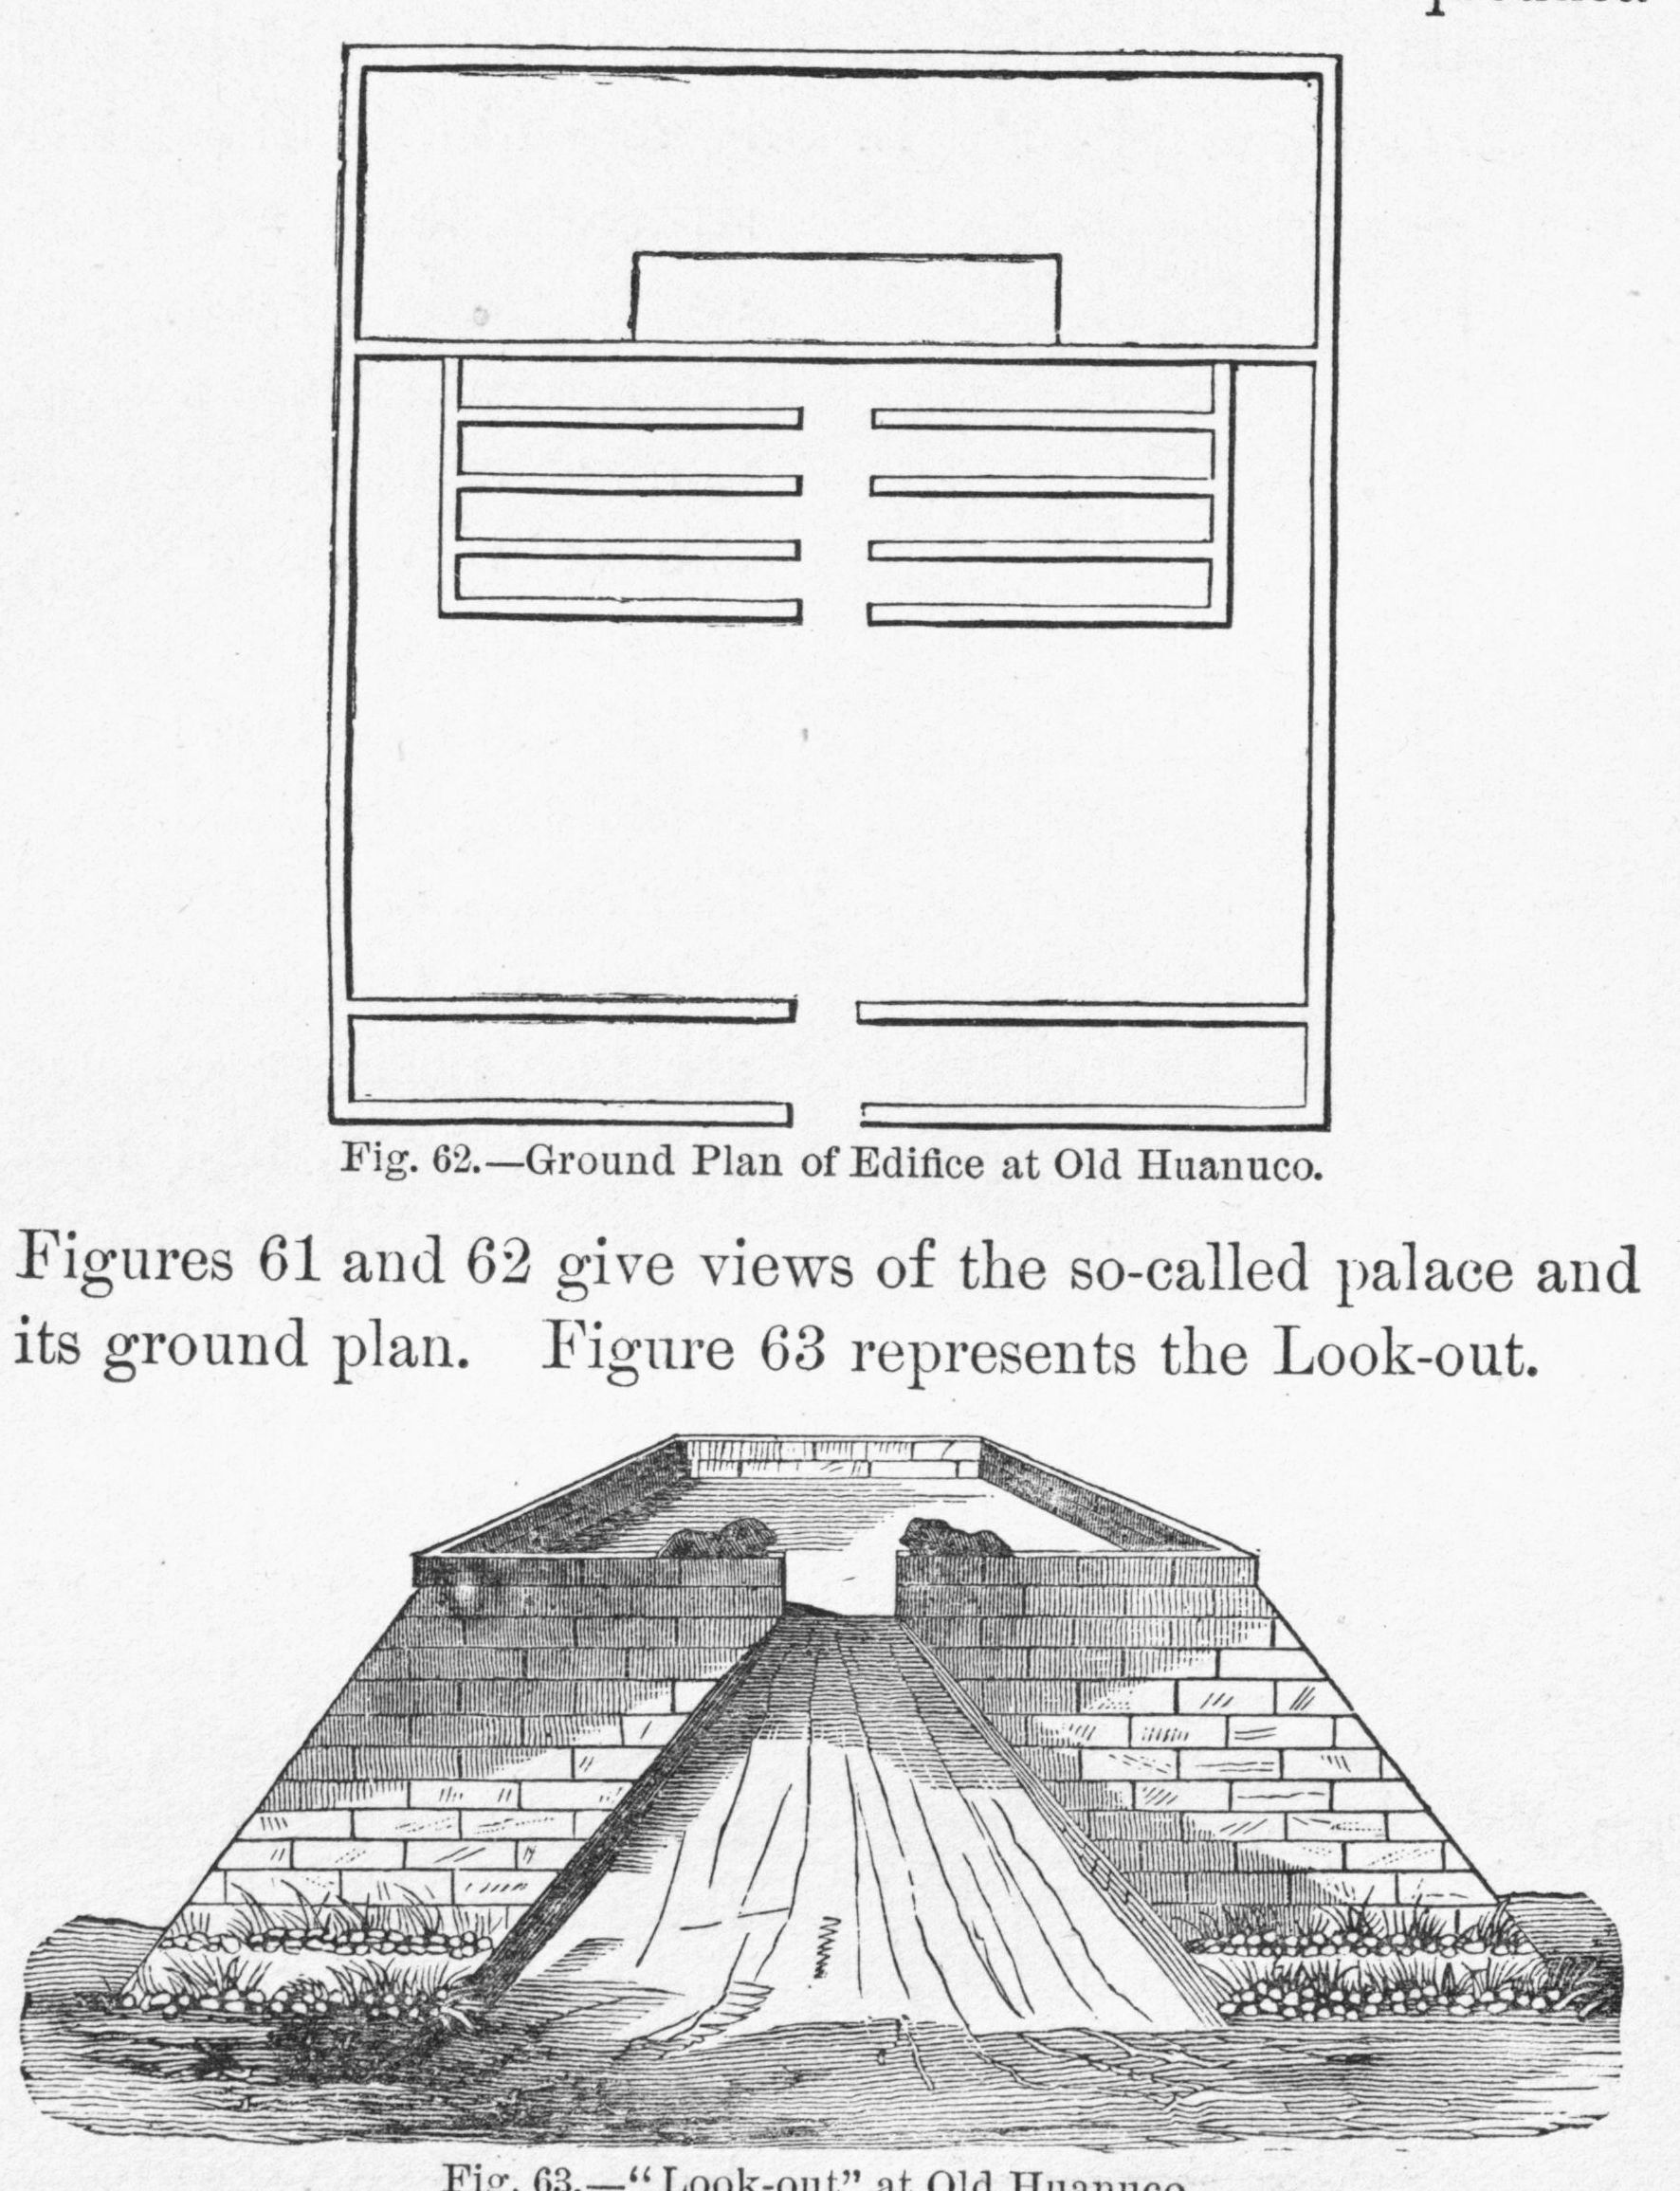 Fig. 62.—Ground Plan of Edifice at Old Huanuco.
Figures 61 and 62 give views of the so-called palace and
its ground plan. Figure 63 represents the Look-out.
Fig. 63.—“Look-out” at Old Huanuco.